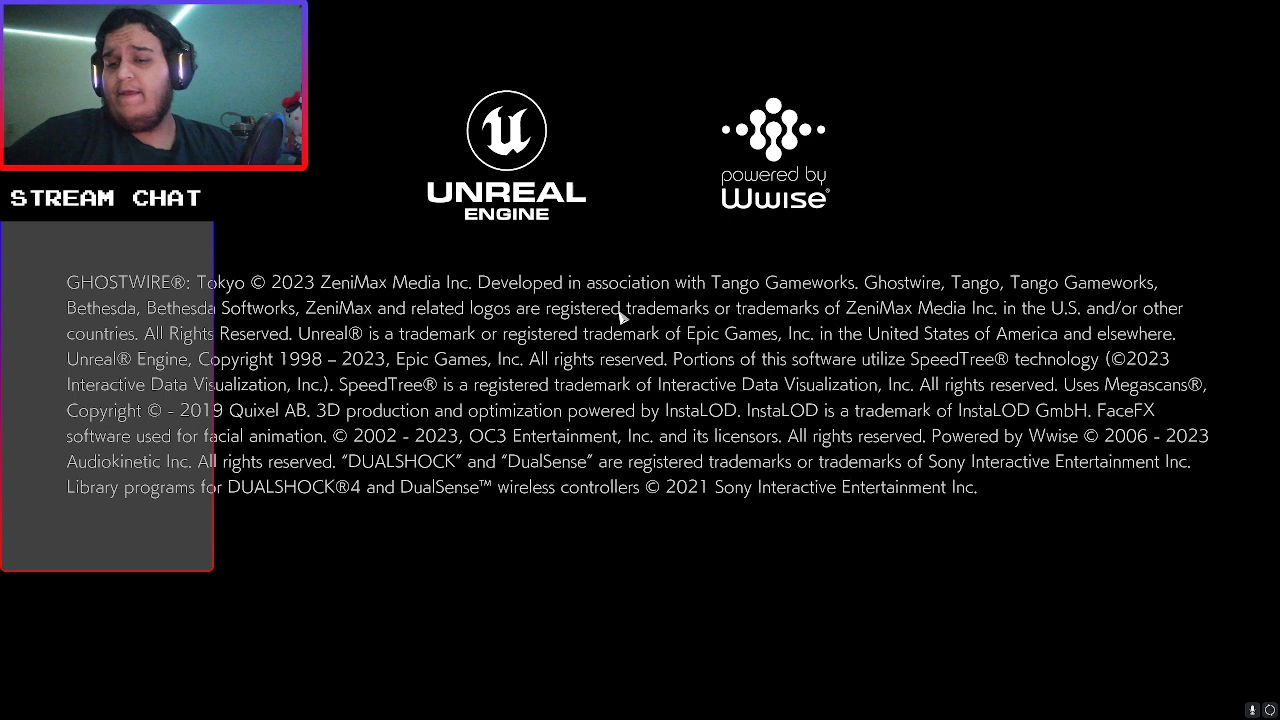 UNREAL
ENGINE
powered by
Wwise®
STREAM CHAT
GHOSTWIRE®: Tokyo © 2023 ZeniMax Media Inc. Developed in association with Tango Gameworks. Ghostwire, Tango, Tango Gameworks,
Bethesda, Bethesda Softworks, ZeniMax and related logos are registered trademarks or trademarks of ZeniMax Media Inc. in the U.S. and/or other
countries. All Rights Reserved. Unreal® is a trademark or registered trademark of Epic Games, Inc. in the United States of America and elsewhere.
Unreal® Engine, Copyright 1998 – 2023, Epic Games, Inc. All rights reserved. Portions of this software utilize SpeedTree® technology (©2023
Interactive Data Visualization, Inc.). SpeedTree® is a registered trademark of Interactive Data Visualization, Inc. All rights reserved. Uses Megascans®,
Copyright © - 2019 Quixel AB. 3D production and optimization powered by InstaLOD. InstaLOD is a trademark of InstaLOD GmbH. FaceFX
software used for facial animation. © 2002 - 2023, OC3 Entertainment, Inc. and its licensors. All rights reserved. Powered by Wwise © 2006 - 2023
Audiokinetic Inc. All rights reserved. “DUALSHOCK” and “DualSense” are registered trademarks or trademarks of Sony Interactive Entertainment Inc.
Library programs for DUALSHOCK®4 and DualSense™ wireless controllers © 2021 Sony Interactive Entertainment Inc.